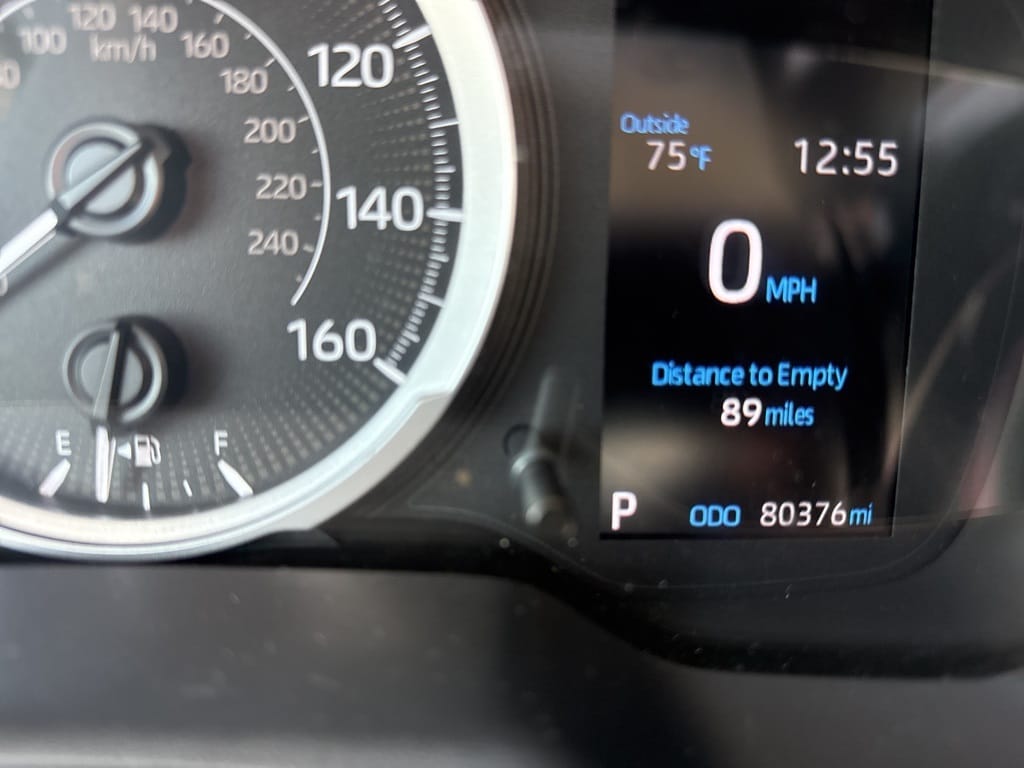 100 120 140 160
km/h
180
200
220
240
120
140
160
E F
Outside
75°F 12:55
0 MPH
Distance to Empty
89 miles
P ODO 80376 mi